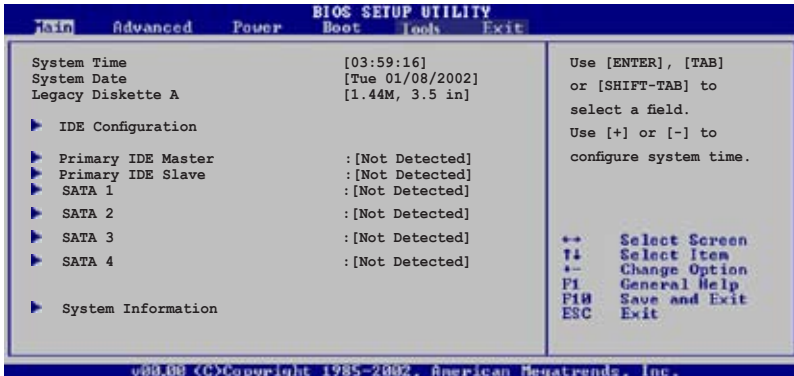 BIOS SETUP UTILITY
Main Advanced Power Boot Tools Exit
System Time [03:59:16]
System Date [Tue 01/08/2002]
Legacy Diskette A [1.44M, 3.5 in]
IDE Configuration
Primary IDE Master :[Not Detected]
Primary IDE Slave :[Not Detected]
SATA 1 :[Not Detected]
SATA 2 :[Not Detected]
SATA 3 :[Not Detected]
SATA 4 :[Not Detected]
System Information
Use [ENTER], [TAB]
or [SHIFT-TAB] to
select a field.
Use [+] or [-] to
configure system time.
↔ Select Screen
↑↓ Select Item
+- Change Option
F1 General Help
F10 Save and Exit
ESC Exit
v00.00 (C)Copyright 1985-2002, American Megatrends, Inc.